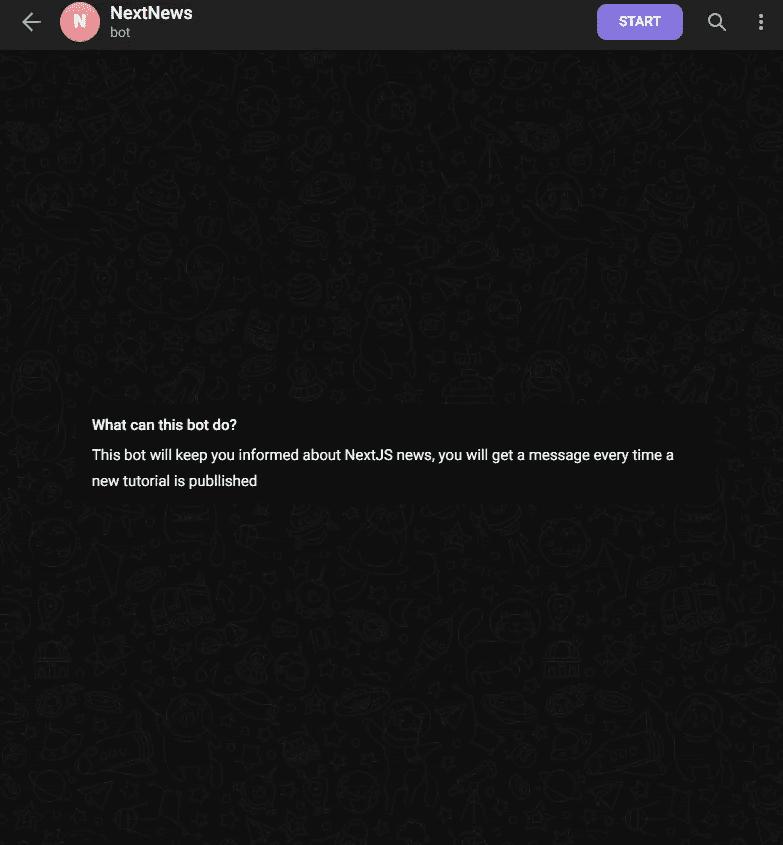 N
NextNews
bot
START
What can this bot do?
This bot will keep you informed about NextJS news, you will get a message every time a
new tutorial is publlished